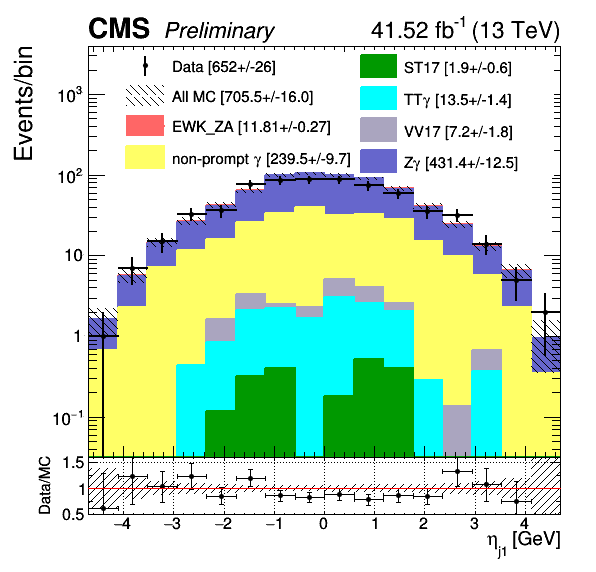 CMS Preliminary 41.52 fb⁻¹ (13 TeV)
Events/bin
Data [652+/-26]
All MC [705.5+/-16.0]
EWK_ZA [11.81+/-0.27]
non-prompt γ [239.5+/-9.7]
ST17 [1.9+/-0.6]
TTγ [13.5+/-1.4]
VV17 [7.2+/-1.8]
Zγ [431.4+/-12.5]
10³
10²
10
1
10⁻¹
Data/MC
1.5
1
0.5
−4 −3 −2 −1 0 1 2 3 4
η_j1 [GeV]